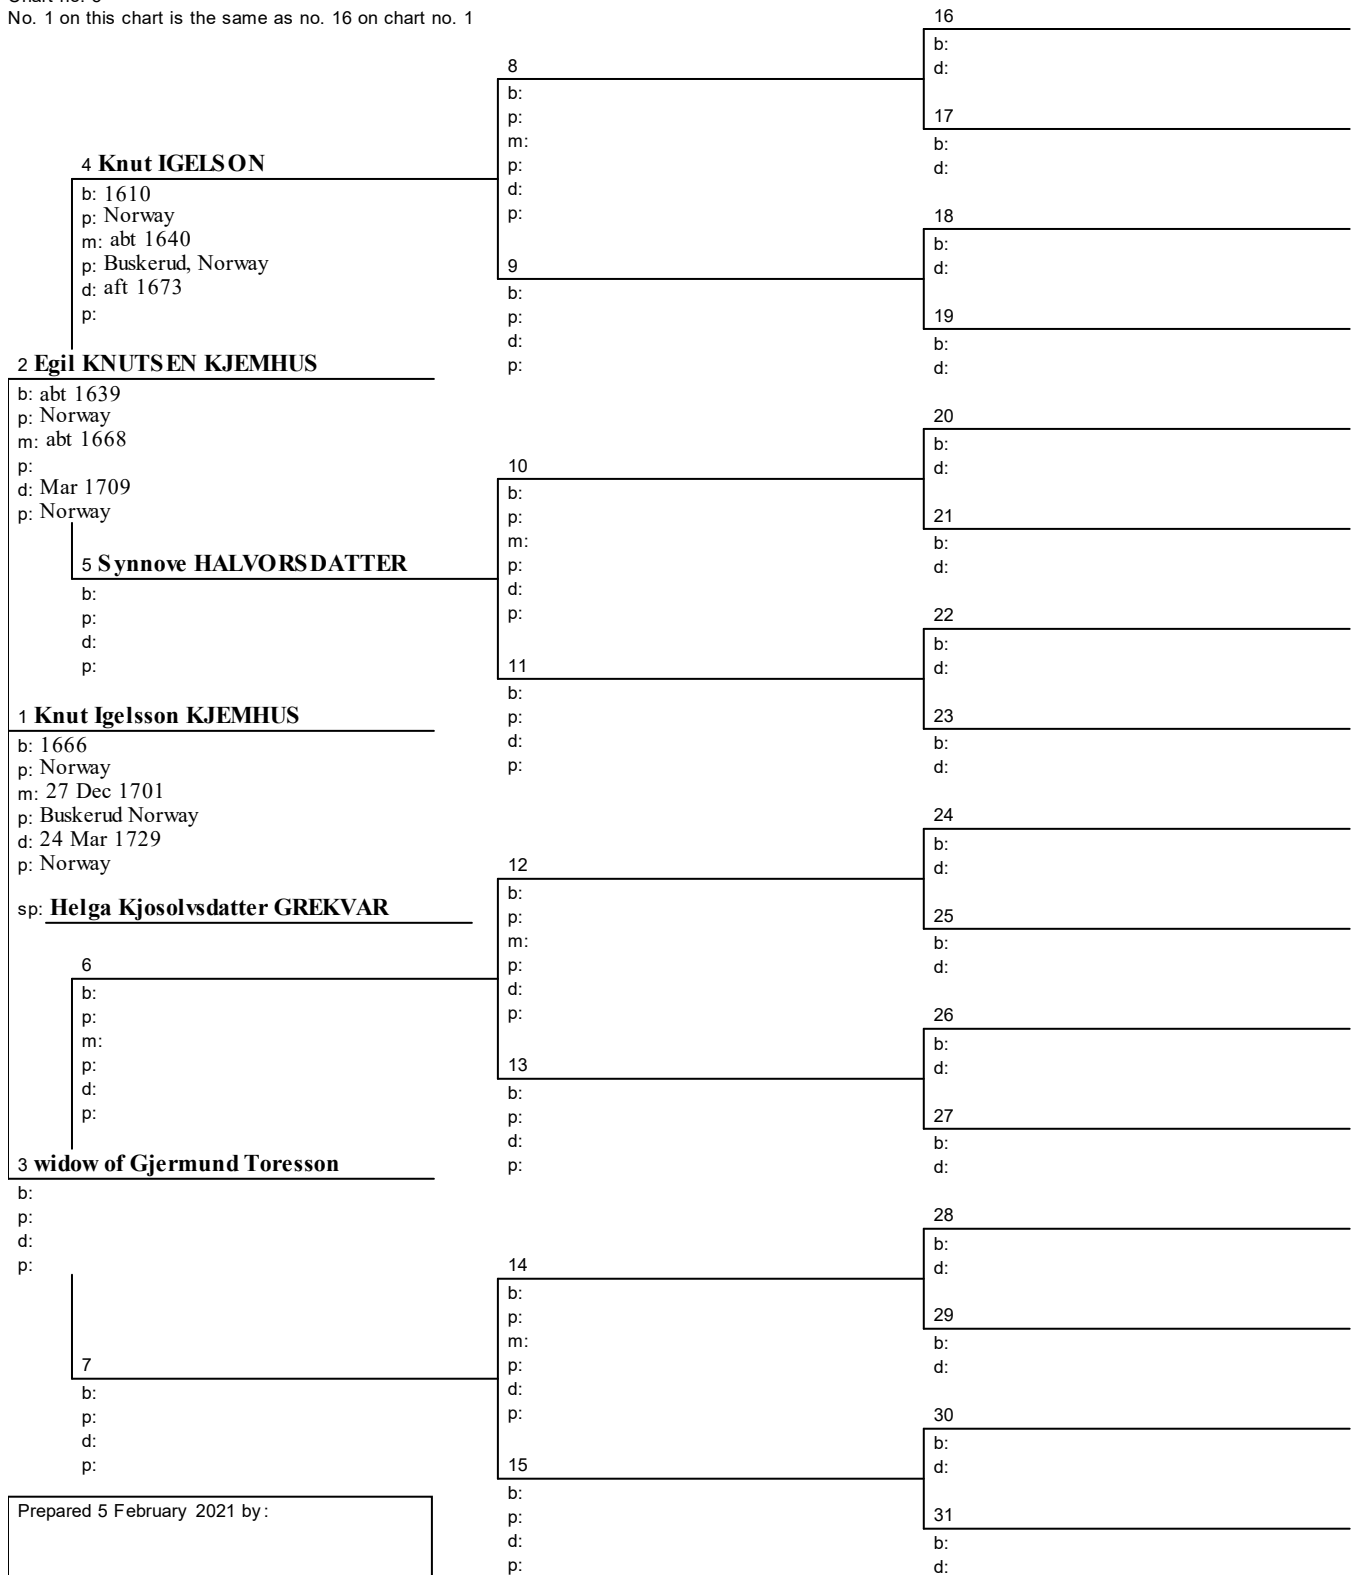 No. 1 on this chart is the same as no. 16 on chart no. 1
4 Knut IGELSON
b: 1610
p: Norway
m: abt 1640
p: Buskerud, Norway
d: aft 1673
p:
2 Egil KNUTSEN KJEMHUS
b: abt 1639
p: Norway
m: abt 1668
p:
d: Mar 1709
p: Norway
5 Synnove HALVORSDATTER
b:
p:
d:
p:
1 Knut Igelsson KJEMHUS
b: 1666
p: Norway
m: 27 Dec 1701
p: Buskerud Norway
d: 24 Mar 1729
p: Norway
sp: Helga Kjosolvsdatter GREKVAR
6
b:
p:
m:
p:
d:
p:
3 widow of Gjermund Toresson
b:
p:
d:
p:
7
b:
p:
d:
p:
Prepared 5 February 2021 by:
8
b:
p:
m:
p:
d:
p:
9
b:
p:
d:
p:
10
b:
p:
m:
p:
d:
p:
11
b:
p:
d:
p:
12
b:
p:
m:
p:
d:
p:
13
b:
p:
d:
p:
14
b:
p:
m:
p:
d:
p:
15
b:
p:
d:
p:
16
b:
d:
17
b:
d:
18
b:
d:
19
b:
d:
20
b:
d:
21
b:
d:
22
b:
d:
23
b:
d:
24
b:
d:
25
b:
d:
26
b:
d:
27
b:
d:
28
b:
d:
29
b:
d:
30
b:
d:
31
b:
d: